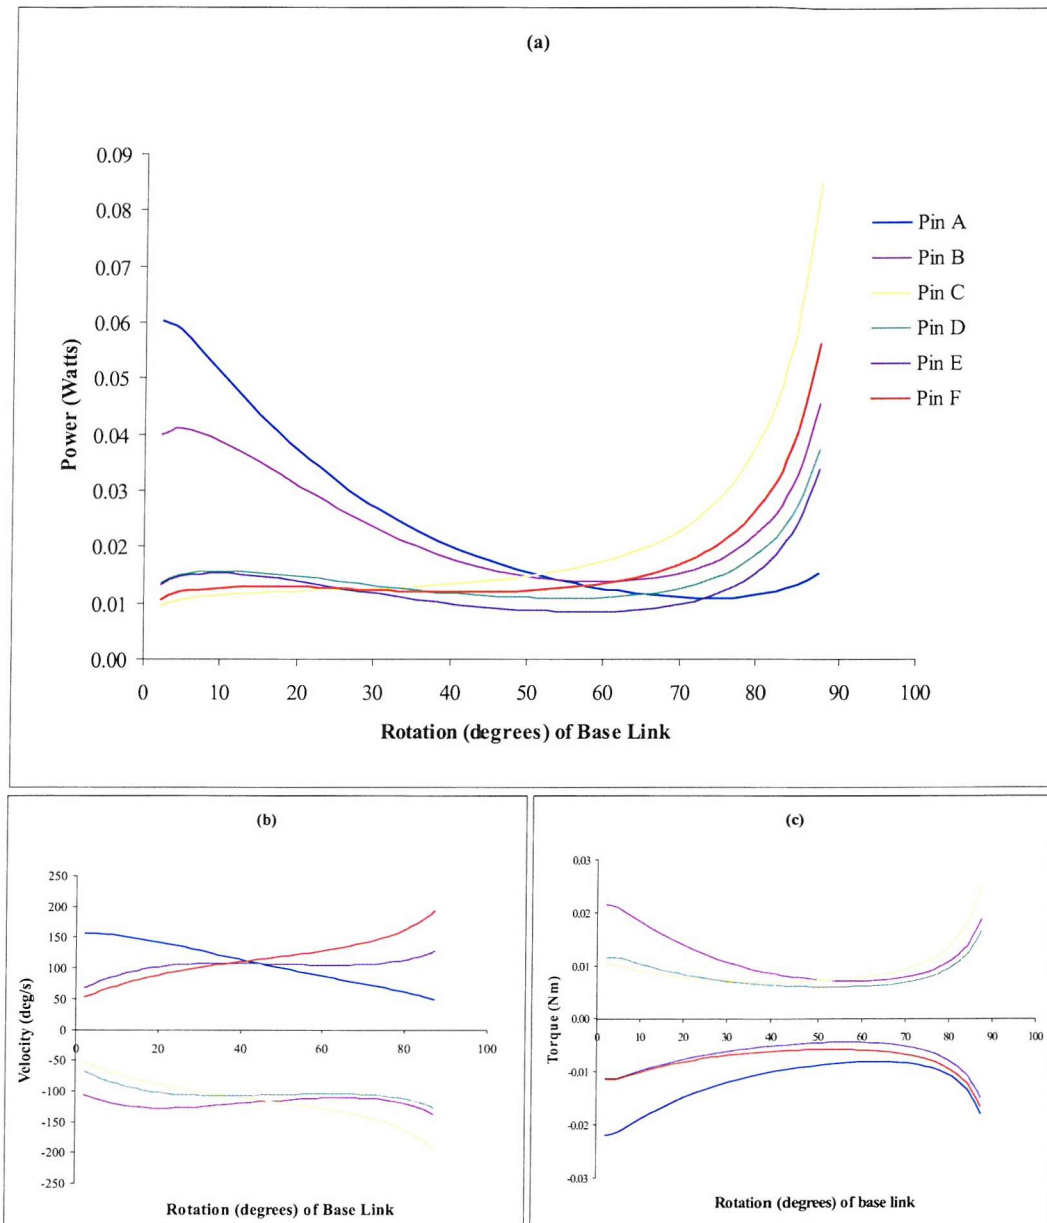 (a)
0.09
0.08
0.07
0.06
0.05
0.04
0.03
0.02
0.01
0.00
Power (Watts)
0 10 20 30 40 50 60 70 80 90 100
Rotation (degrees) of Base Link
Pin A
Pin B
Pin C
Pin D
Pin E
Pin F
(b)
250
200
150
100
50
0
-50
-100
-150
-200
-250
Velocity (deg/s)
0 20 40 60 80 100
Rotation (degrees) of Base Link
(c)
0.03
0.02
0.01
0.00
-0.01
-0.02
-0.03
Torque (Nm)
0 10 20 30 40 50 60 70 80 90 100
Rotation (degrees) of base link